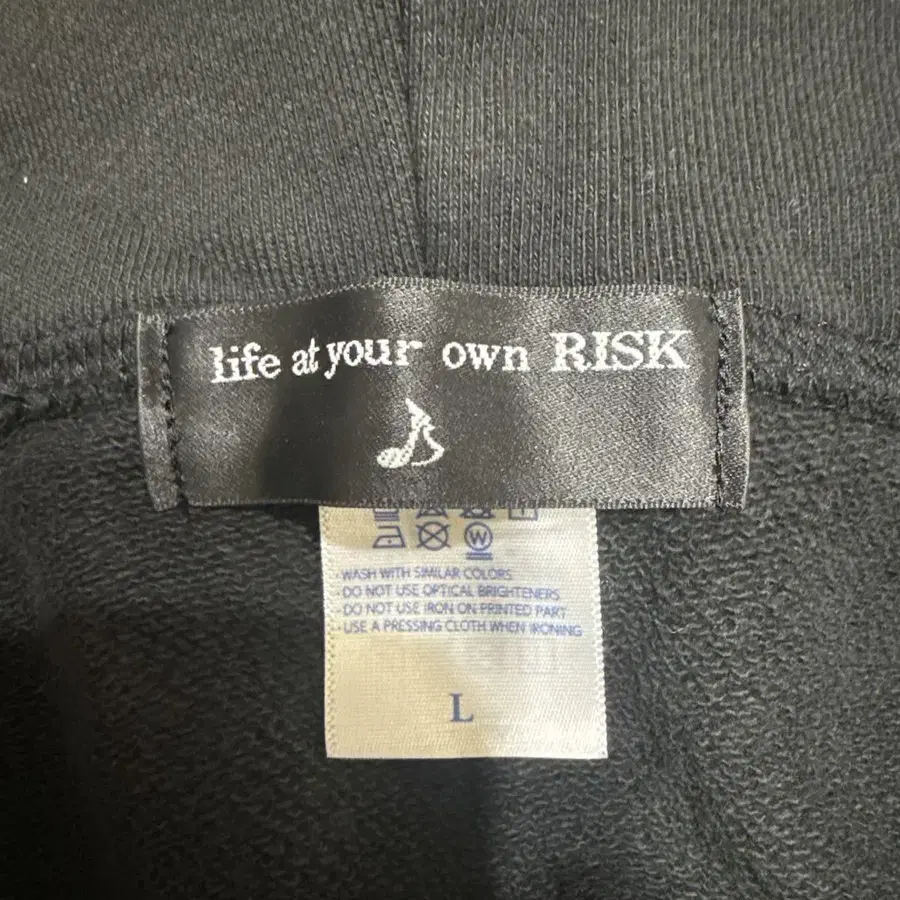 life at your own RISK
W
· WASH WITH SIMILAR COLORS
· DO NOT USE OPTICAL BRIGHTENERS
· DO NOT USE IRON ON PRINTED PART
· USE A PRESSING CLOTH WHEN IRONING
L